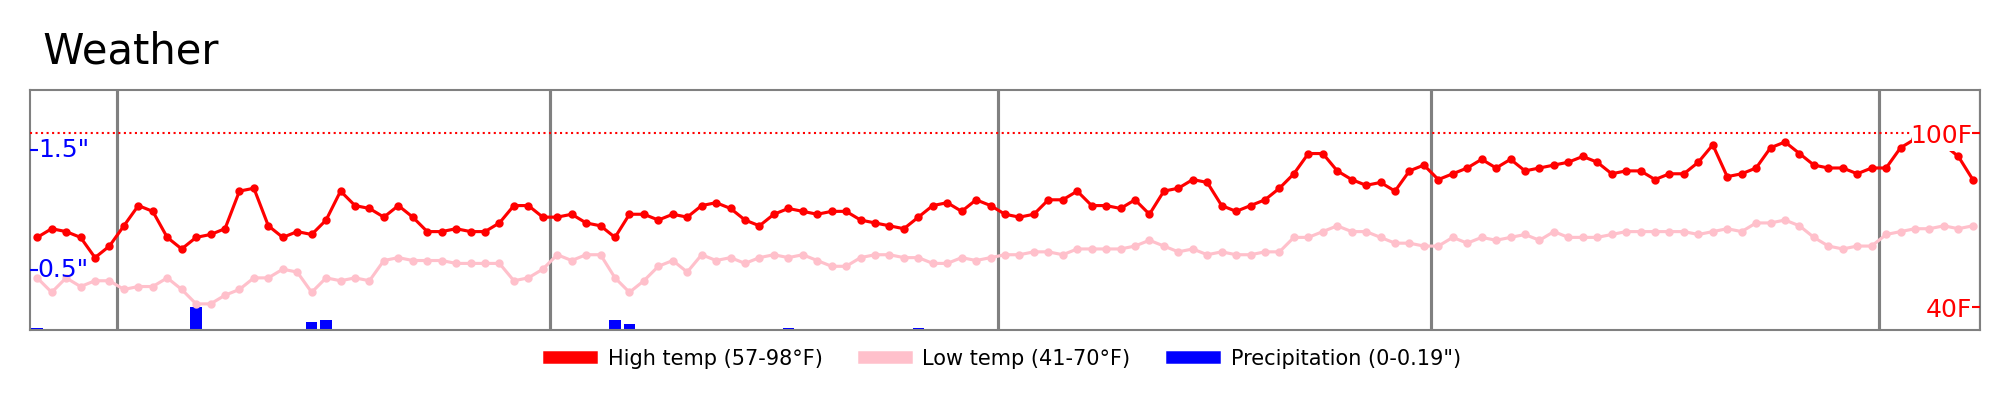 Weather
1.5"
0.5"
100F
40F
High temp (57-98°F)
Low temp (41-70°F)
Precipitation (0-0.19")